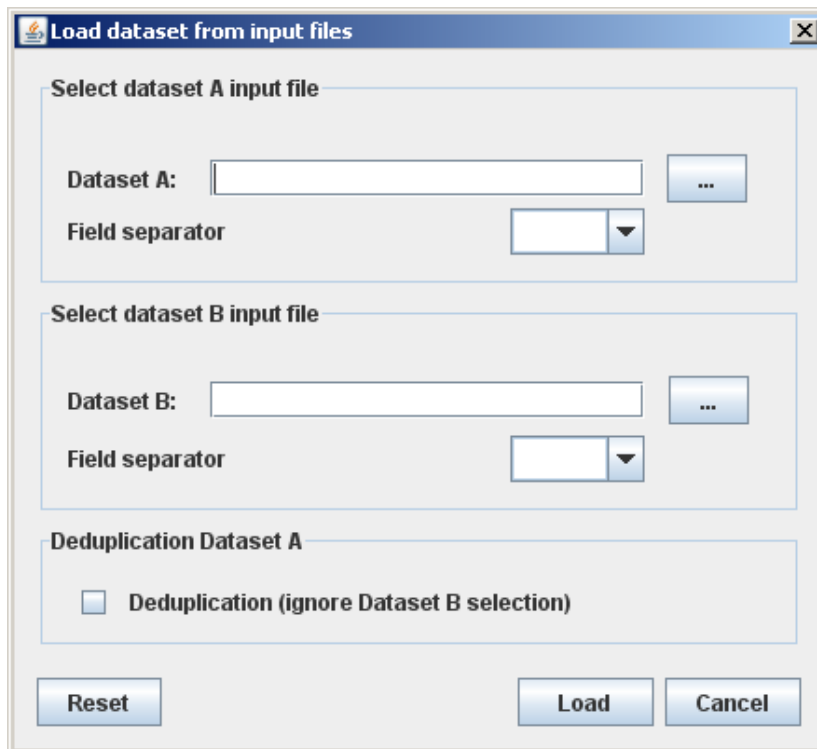 Load dataset from input files
Select dataset A input file
Dataset A:
...
Field separator
Select dataset B input file
Dataset B:
...
Field separator
Deduplication Dataset A
Deduplication (ignore Dataset B selection)
Reset Load Cancel